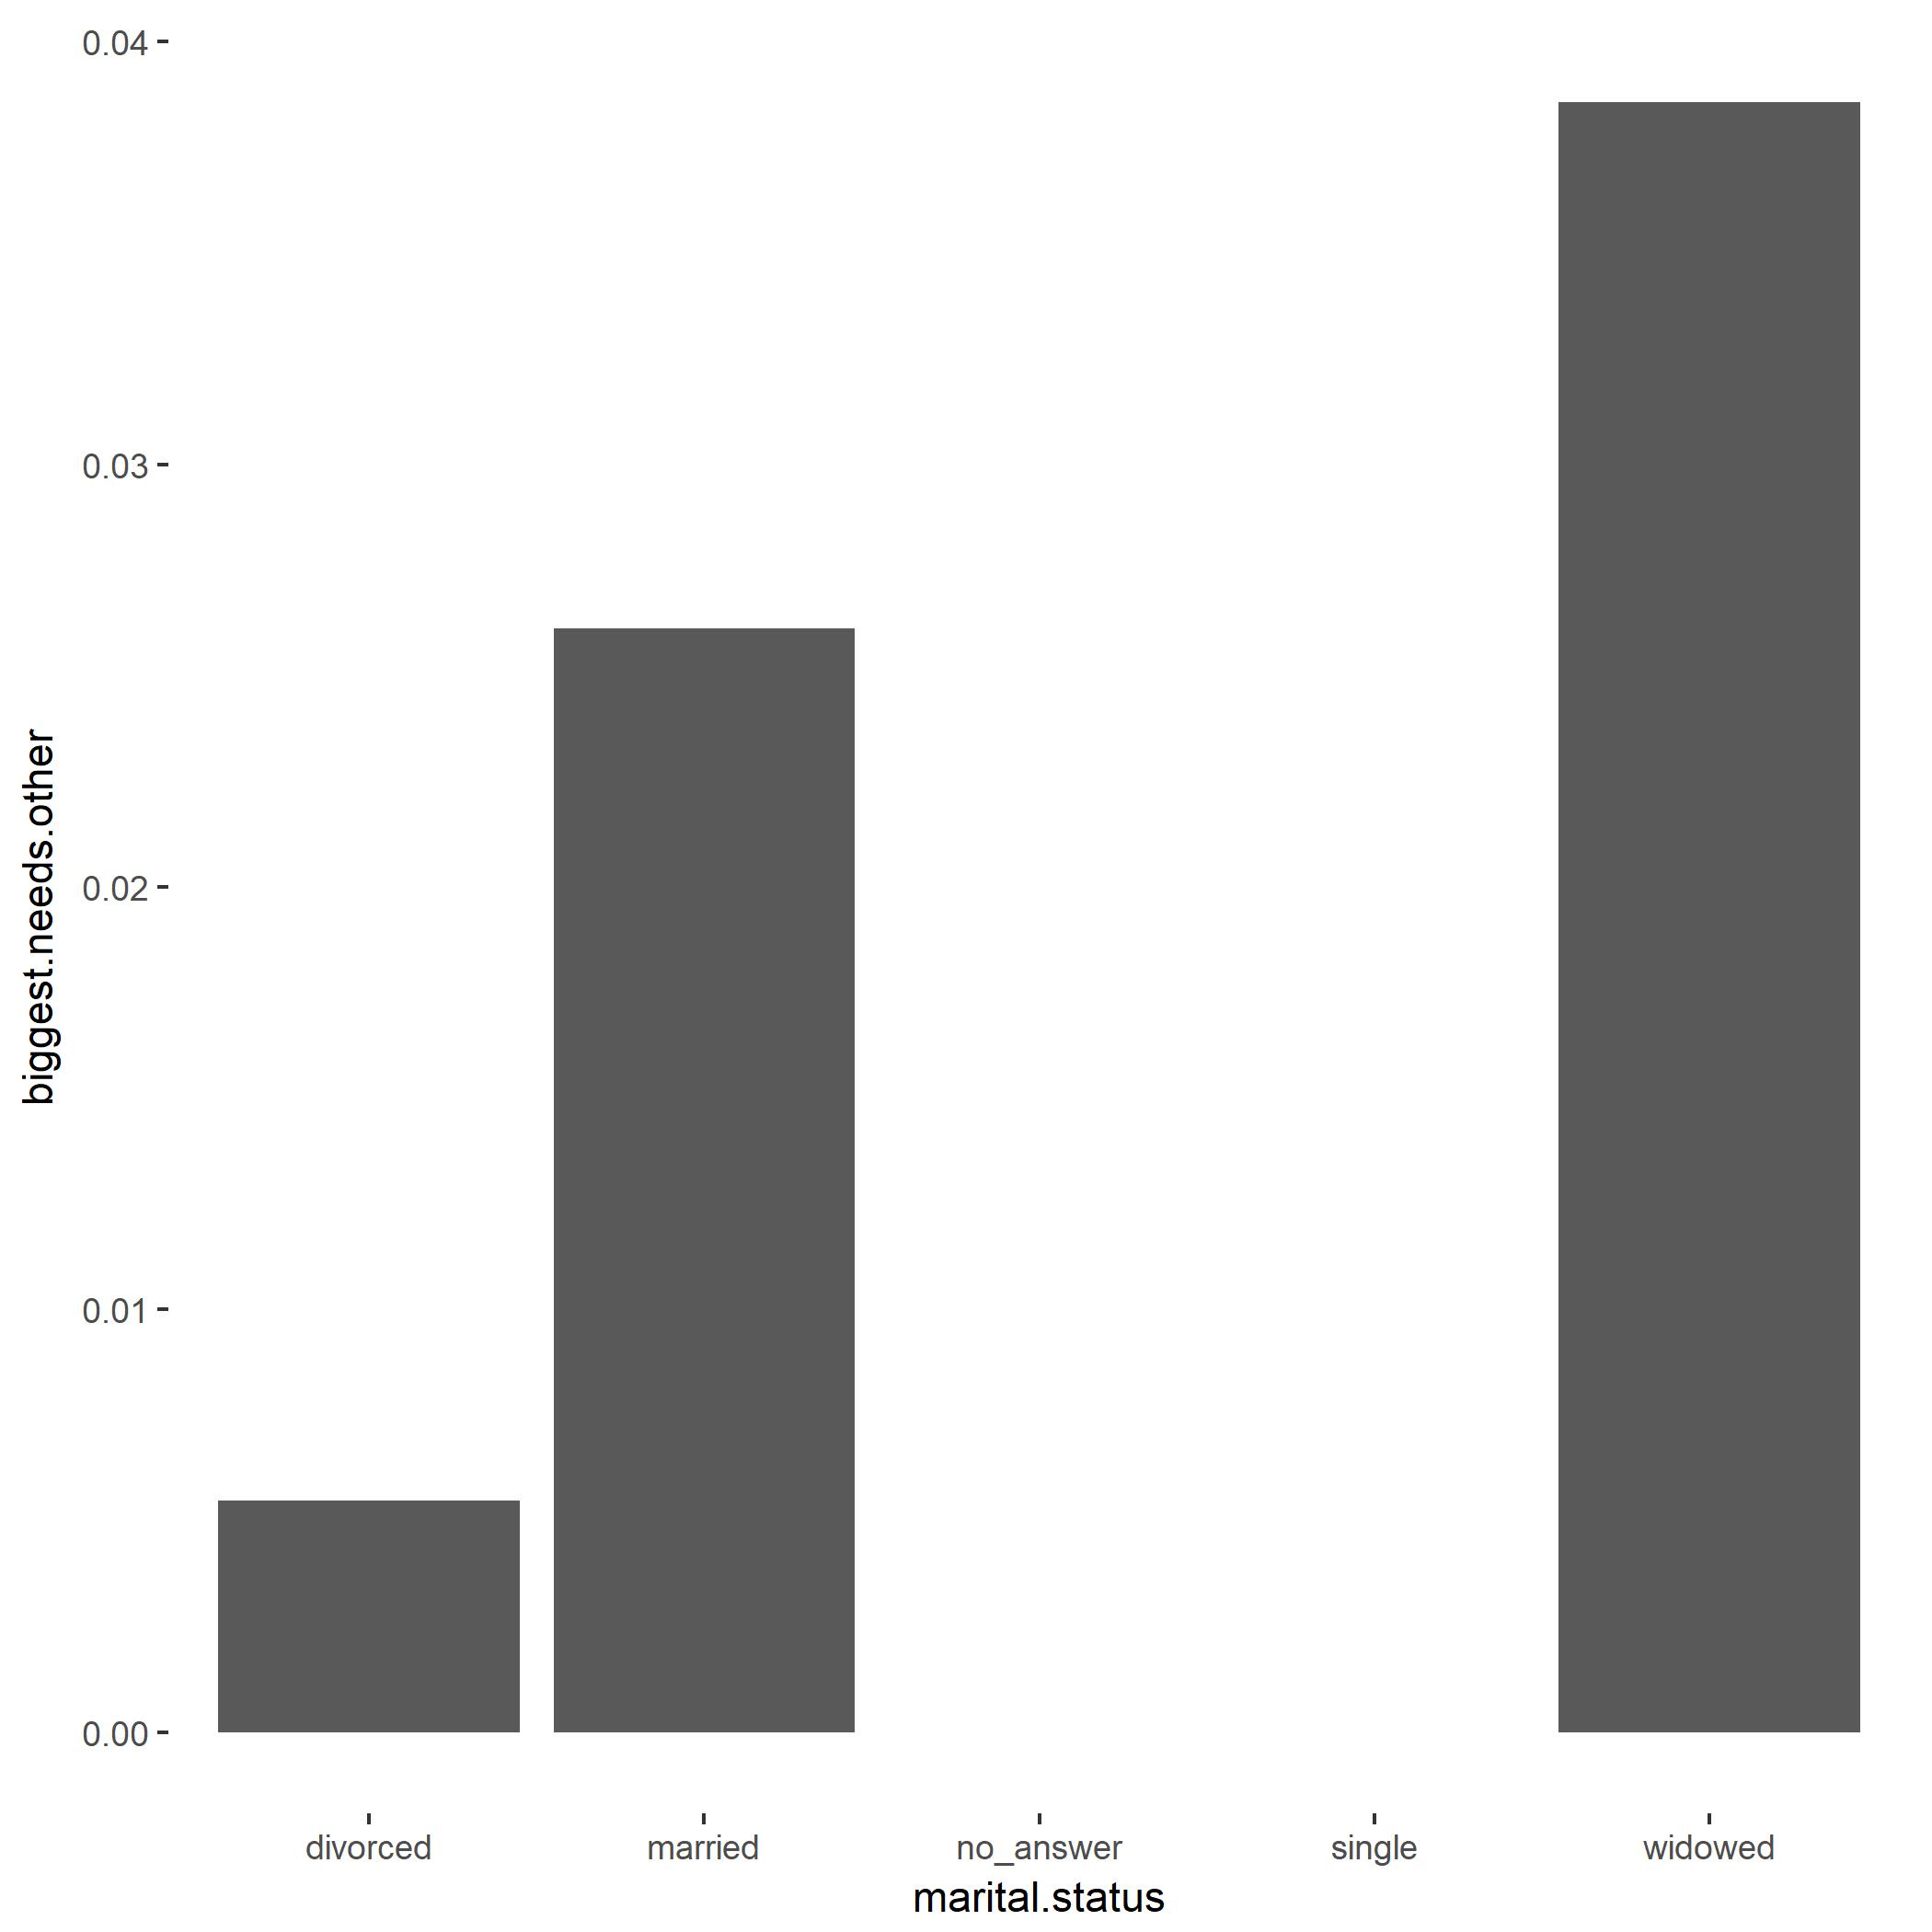 0.04
0.03
0.02
0.01
0.00
biggest.needs.other
divorced married no_answer single widowed
marital.status